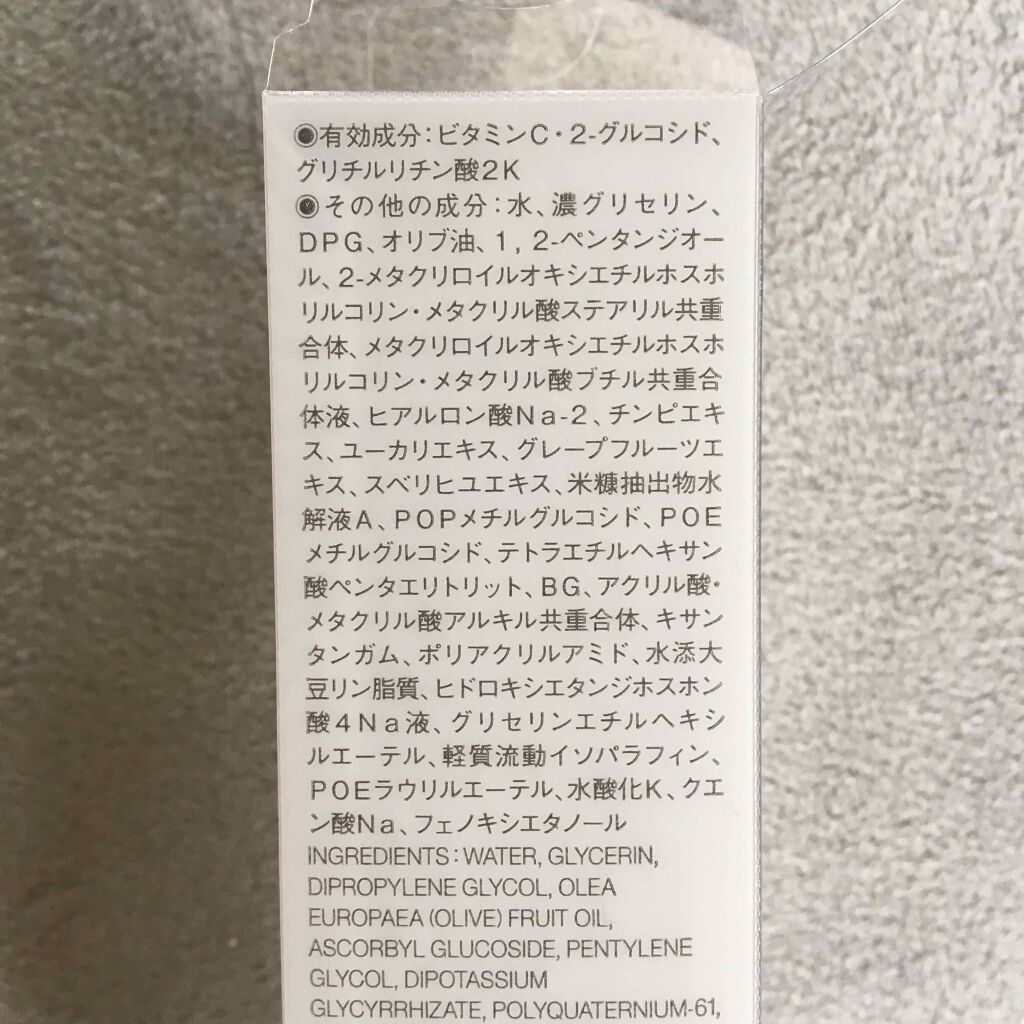 ◉有効成分：ビタミンC・2-グルコシド、
グリチルリチン酸2K
◉その他の成分：水、濃グリセリン、
DPG、オリブ油、1，2-ペンタンジオー
ル、2-メタクリロイルオキシエチルホスホ
リルコリン・メタクリル酸ステアリル共重
合体、メタクリロイルオキシエチルホスホ
リルコリン・メタクリル酸ブチル共重合
体液、ヒアルロン酸Na-2、チンピエキ
ス、ユーカリエキス、グレープフルーツエ
キス、スベリヒユエキス、米糠抽出物水
解液A、POPメチルグルコシド、POE
メチルグルコシド、テトラエチルヘキサン
酸ペンタエリトリット、BG、アクリル酸・
メタクリル酸アルキル共重合体、キサン
タンガム、ポリアクリルアミド、水添大
豆リン脂質、ヒドロキシエタンジホスホン
酸4Na液、グリセリンエチルヘキシ
ルエーテル、軽質流動イソパラフィン、
POEラウリルエーテル、水酸化K、クエ
ン酸Na、フェノキシエタノール
INGREDIENTS：WATER, GLYCERIN,
DIPROPYLENE GLYCOL, OLEA
EUROPAEA (OLIVE) FRUIT OIL,
ASCORBYL GLUCOSIDE, PENTYLENE
GLYCOL, DIPOTASSIUM
GLYCYRRHIZATE, POLYQUATERNIUM-61,